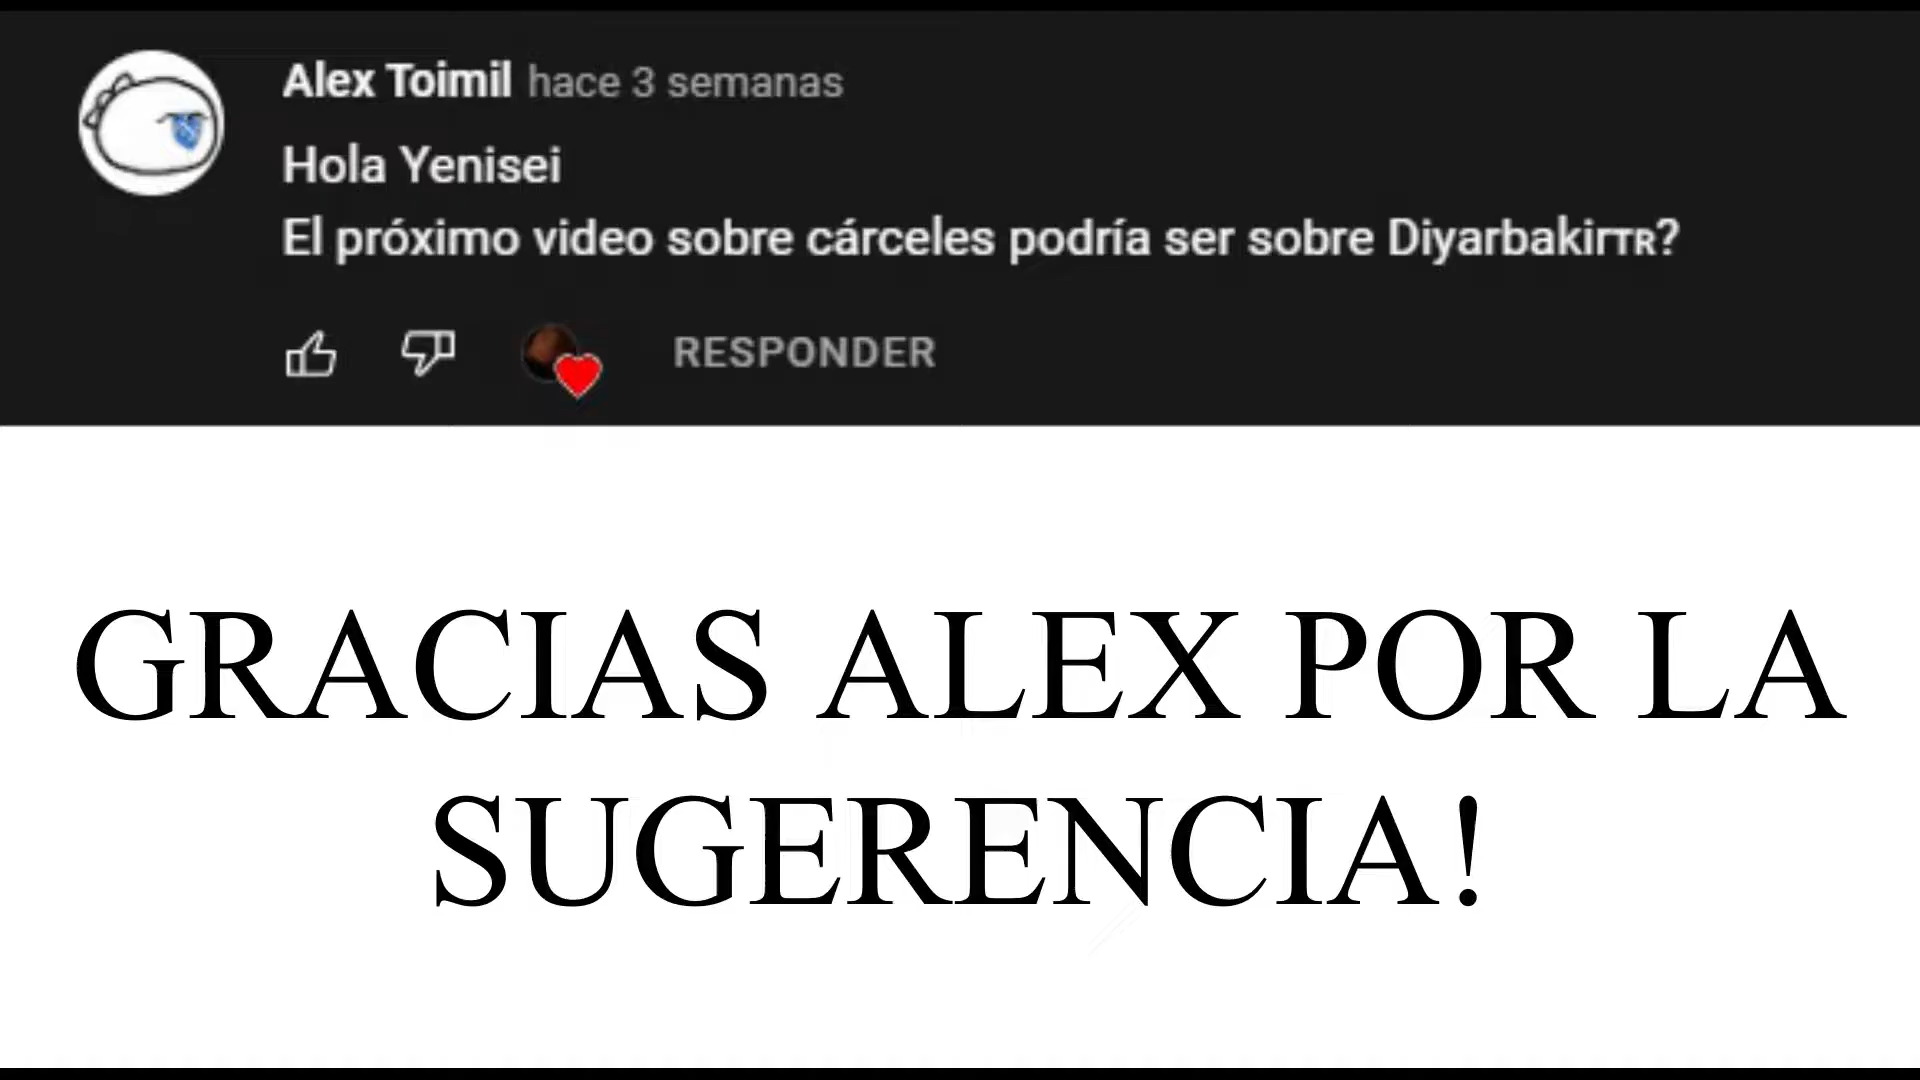 Alex Toimil hace 3 semanas
Hola Yenisei
El próximo video sobre cárceles podría ser sobre Diyarbakirᴛʀ?
RESPONDER
GRACIAS ALEX POR LA
SUGERENCIA!